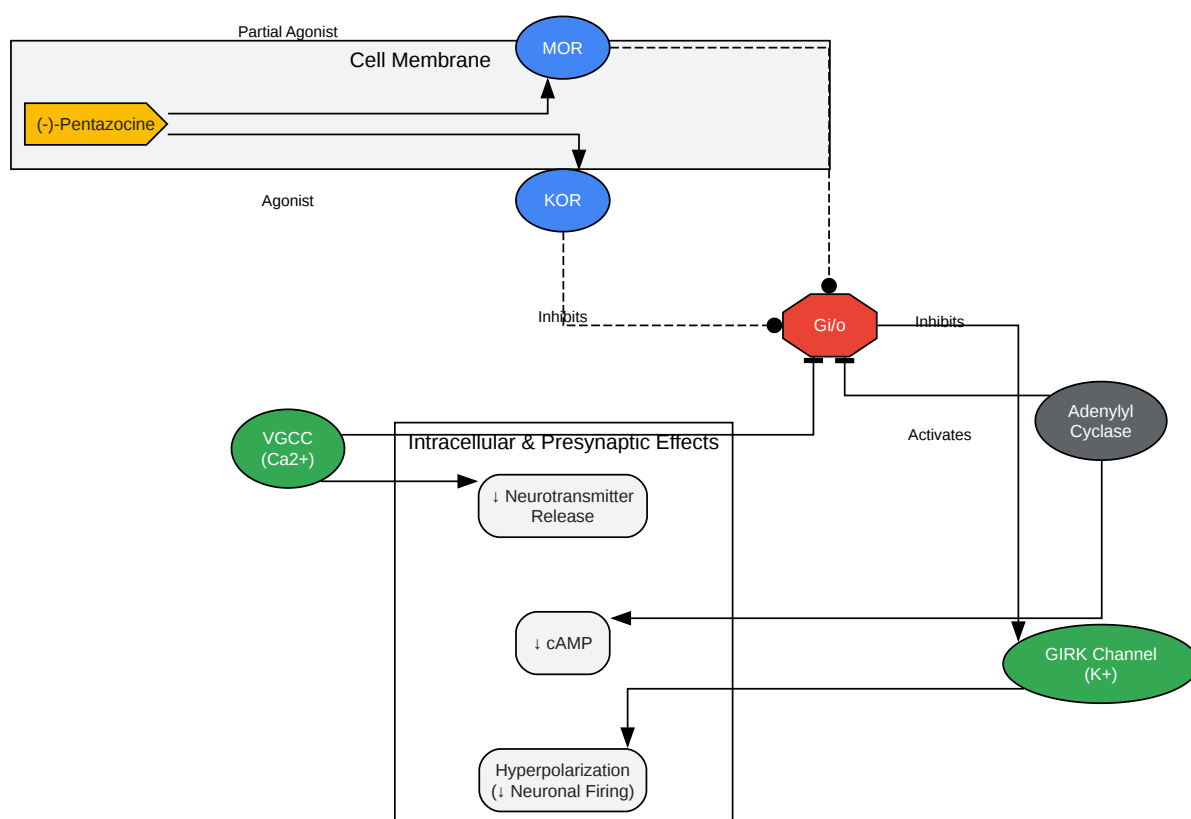 Partial Agonist
MOR
Cell Membrane
(-)-Pentazocine
KOR
Agonist
Inhibits
Gi/o
Inhibits
Adenylyl
Cyclase
VGCC
(Ca2+)
Activates
Intracellular & Presynaptic Effects
↓ Neurotransmitter
Release
↓ cAMP
GIRK Channel
(K+)
Hyperpolarization
(↓ Neuronal Firing)